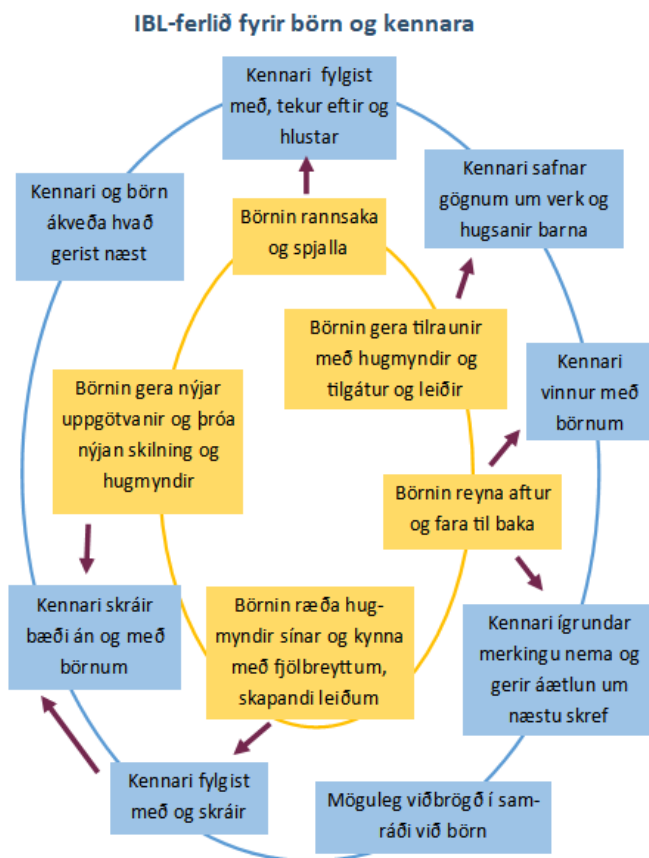 IBL-ferlið fyrir börn og kennara
Kennari fylgist
með, tekur eftir og
hlustar
Kennari safnar
gögnum um verk og
hugsanir barna
Kennari og börn
ákveða hvað
gerist næst
Börnin rannsaka
og spjalla
Börnin gera tilraunir
með hugmyndir og
tilgátur og leiðir
Kennari
vinnur með
börnum
Börnin gera nýjar
uppgötvanir og þróa
nýjan skilning og
hugmyndir
Börnin reyna aftur
og fara til baka
Kennari skráir
bæði án og með
börnum
Börnin ræða hug-
myndir sínar og kynna
með fjölbreyttum,
skapandi leiðum
Kennari ígrundar
merkingu nema og
gerir áætlun um
næstu skref
Kennari fylgist
með og skráir
Möguleg viðbrögð í sam-
ráði við börn